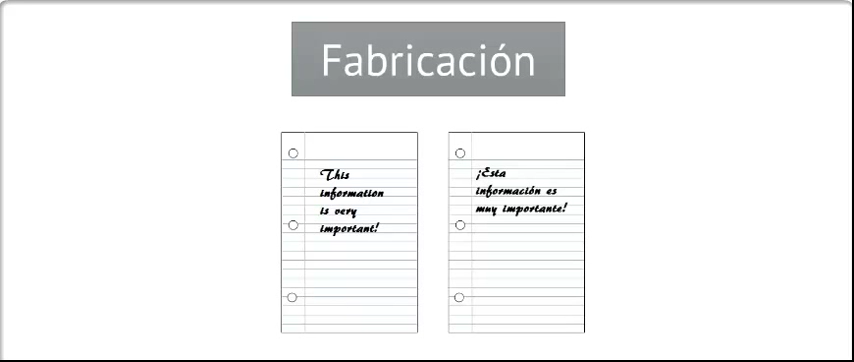 Fabricación
This
information
is very
important!
¡Esta
información es
muy importante!